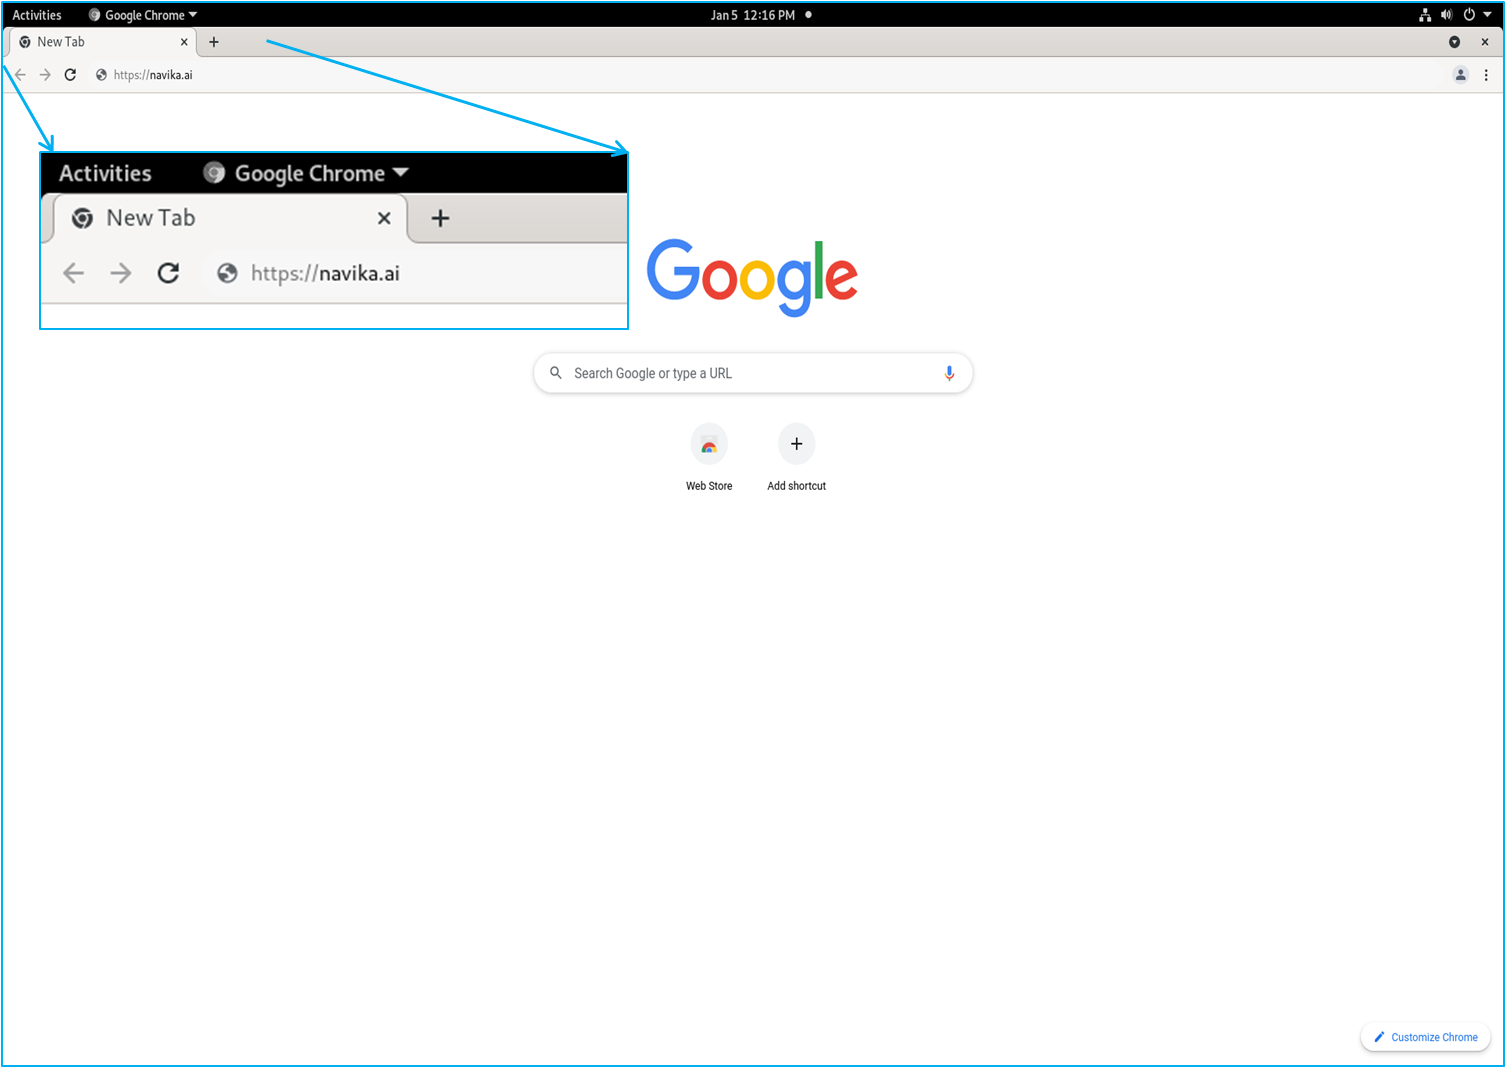 Activities Google Chrome Jan 5 12:16 PM
New Tab
https://navika.ai
Activities Google Chrome
New Tab
https://navika.ai
Google
Search Google or type a URL
Web Store Add shortcut
Customize Chrome